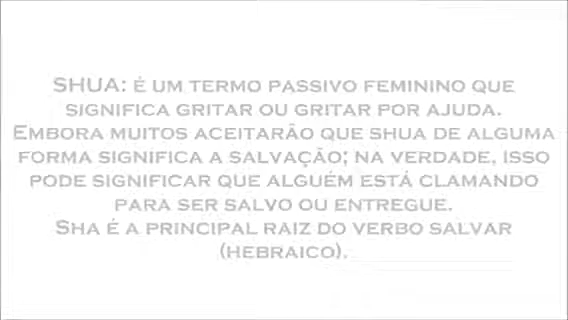 SHUA: É UM TERMO PASSIVO FEMININO QUE
SIGNIFICA GRITAR OU GRITAR POR AJUDA.
EMBORA MUITOS ACEITARÃO QUE SHUA DE ALGUMA
FORMA SIGNIFICA A SALVAÇÃO; NA VERDADE, ISSO
PODE SIGNIFICAR QUE ALGUÉM ESTÁ CLAMANDO
PARA SER SALVO OU ENTREGUE.
SHA É A PRINCIPAL RAIZ DO VERBO SALVAR
(HEBRAICO).